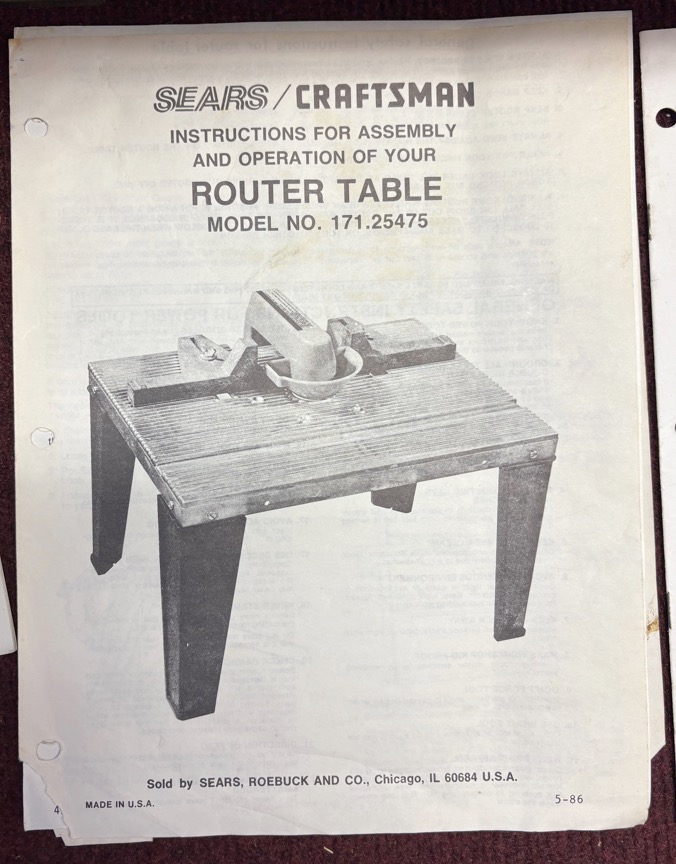 SEARS / CRAFTSMAN
INSTRUCTIONS FOR ASSEMBLY
AND OPERATION OF YOUR
ROUTER TABLE
MODEL NO. 171.25475
Sold by SEARS, ROEBUCK AND CO., Chicago, IL 60684 U.S.A.
4
MADE IN U.S.A.
5-86